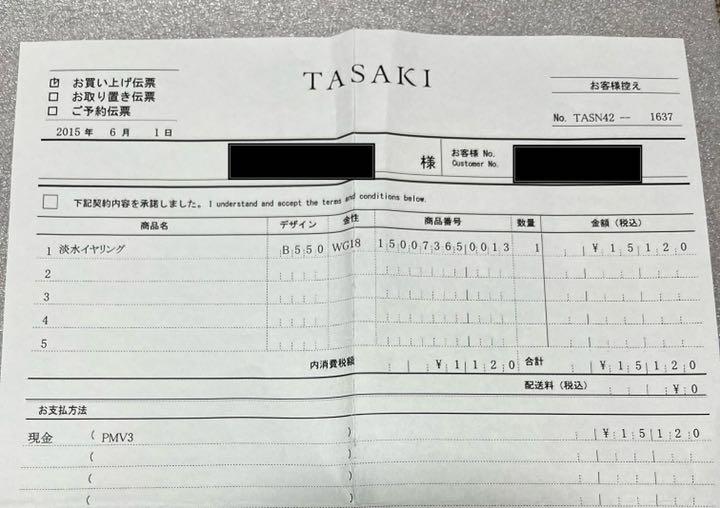 TASAKI
お買い上げ伝票
お取り置き伝票
ご予約伝票
お客様控え
2015 年 6 月 1 日
No. TASN42 ― 1637
様 お客様 No.
Customer No.
下記契約内容を承諾しました。 I understand and accept the terms and conditions below.
商品名 デザイン 金性 商品番号 数量 金額（税込）
1 淡水イヤリング B550 WG18 15007365 0013 1 ¥15120
2
3
4
5
内消費税額 ¥1120 合計 ¥15120
配送料（税込） ¥0
お支払方法
現金 ( PMV3 ) ¥15120
( )
( )
( )